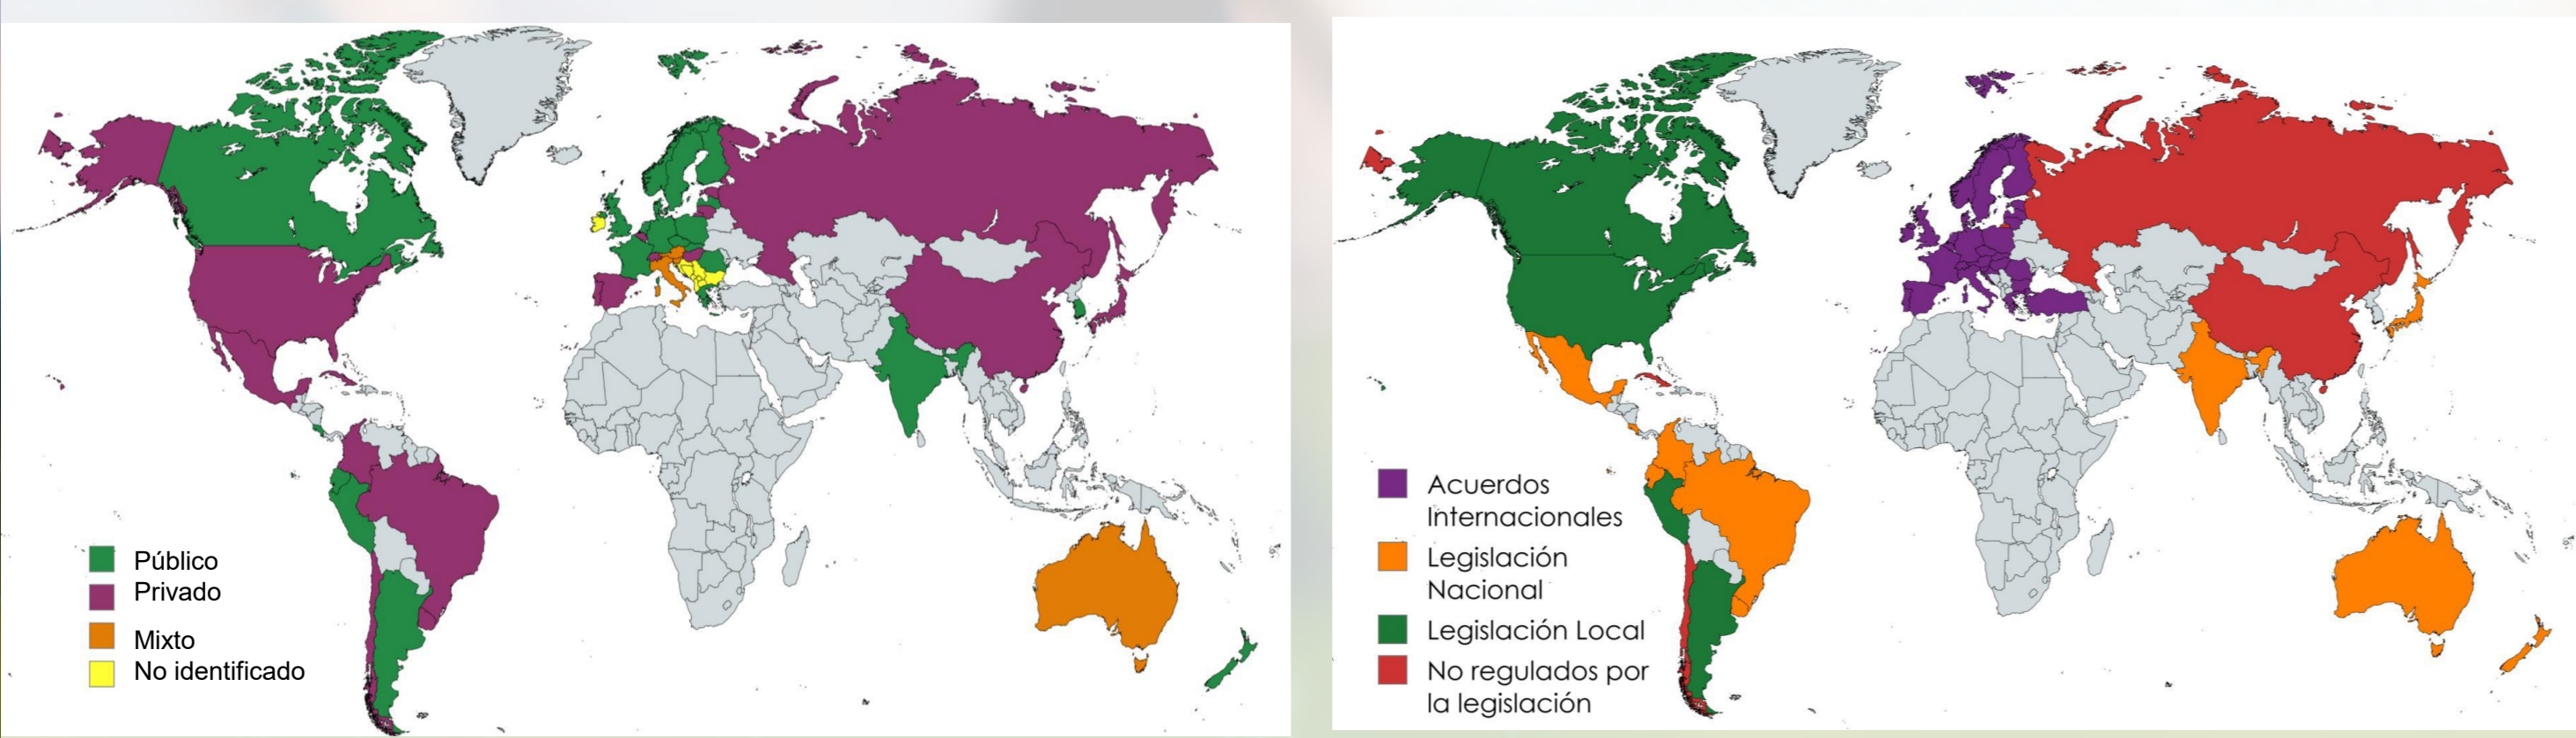 Público
Privado
Mixto
No identificado
Acuerdos
Internacionales
Legislación
Nacional
Legislación Local
No regulados por
la legislación